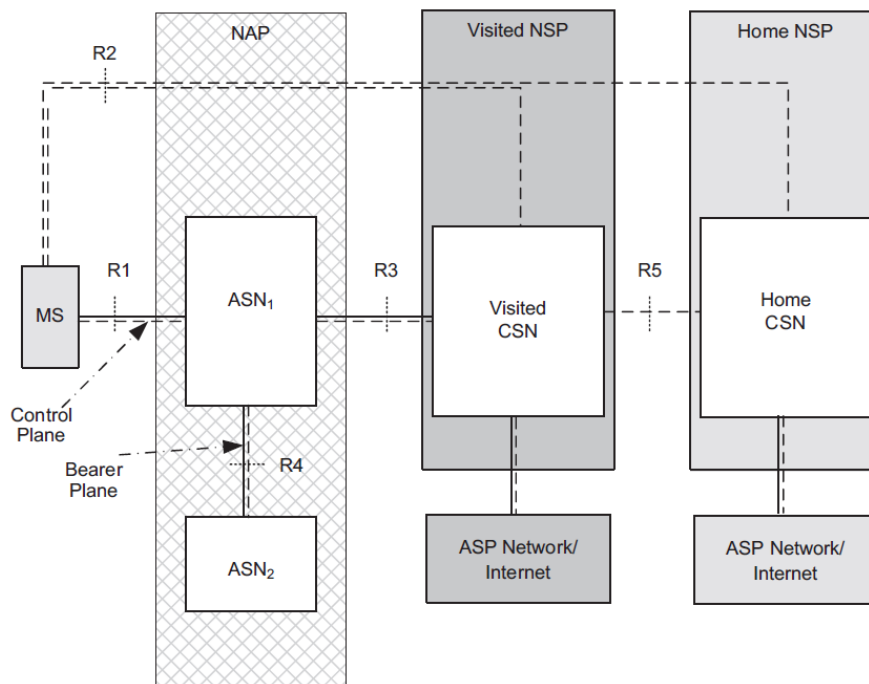 NAP
Visited NSP
Home NSP
R2
MS
R1
ASN₁
R3
Visited
CSN
R5
Home
CSN
Control
Plane
Bearer
Plane
R4
ASN₂
ASP Network/
Internet
ASP Network/
Internet